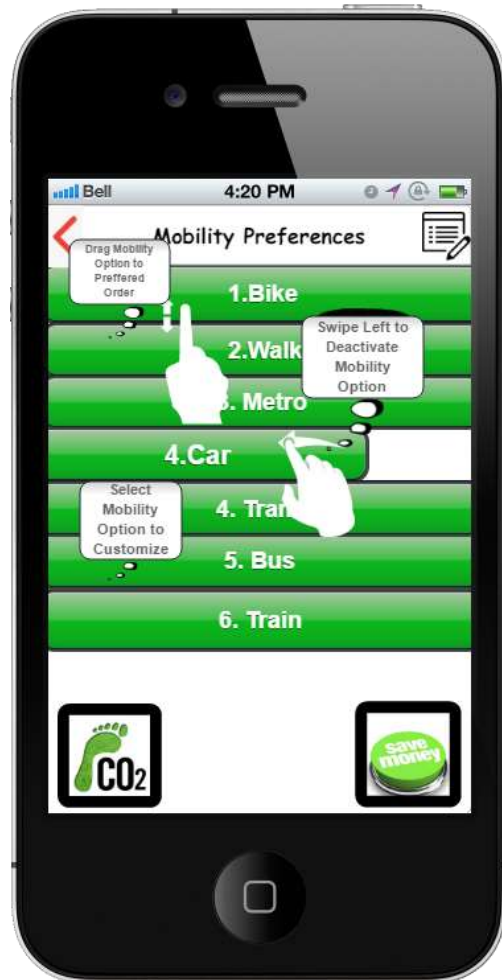 Bell 4:20 PM
Mobility Preferences
Drag Mobility
Option to
Preffered
Order
1.Bike
Swipe Left to
Deactivate
Mobility
Option
2.Walk
3. Metro
4.Car
Select
Mobility
Option to
Customize
4. Tram
5. Bus
6. Train
CO2
save
money